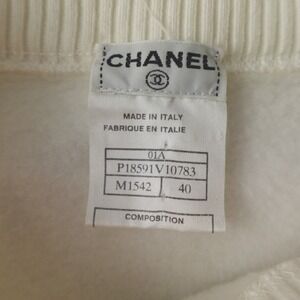 CHANEL
MADE IN ITALY
FABRIQUE EN ITALIE
01A
P18591V10783
M1542 40
COMPOSITION